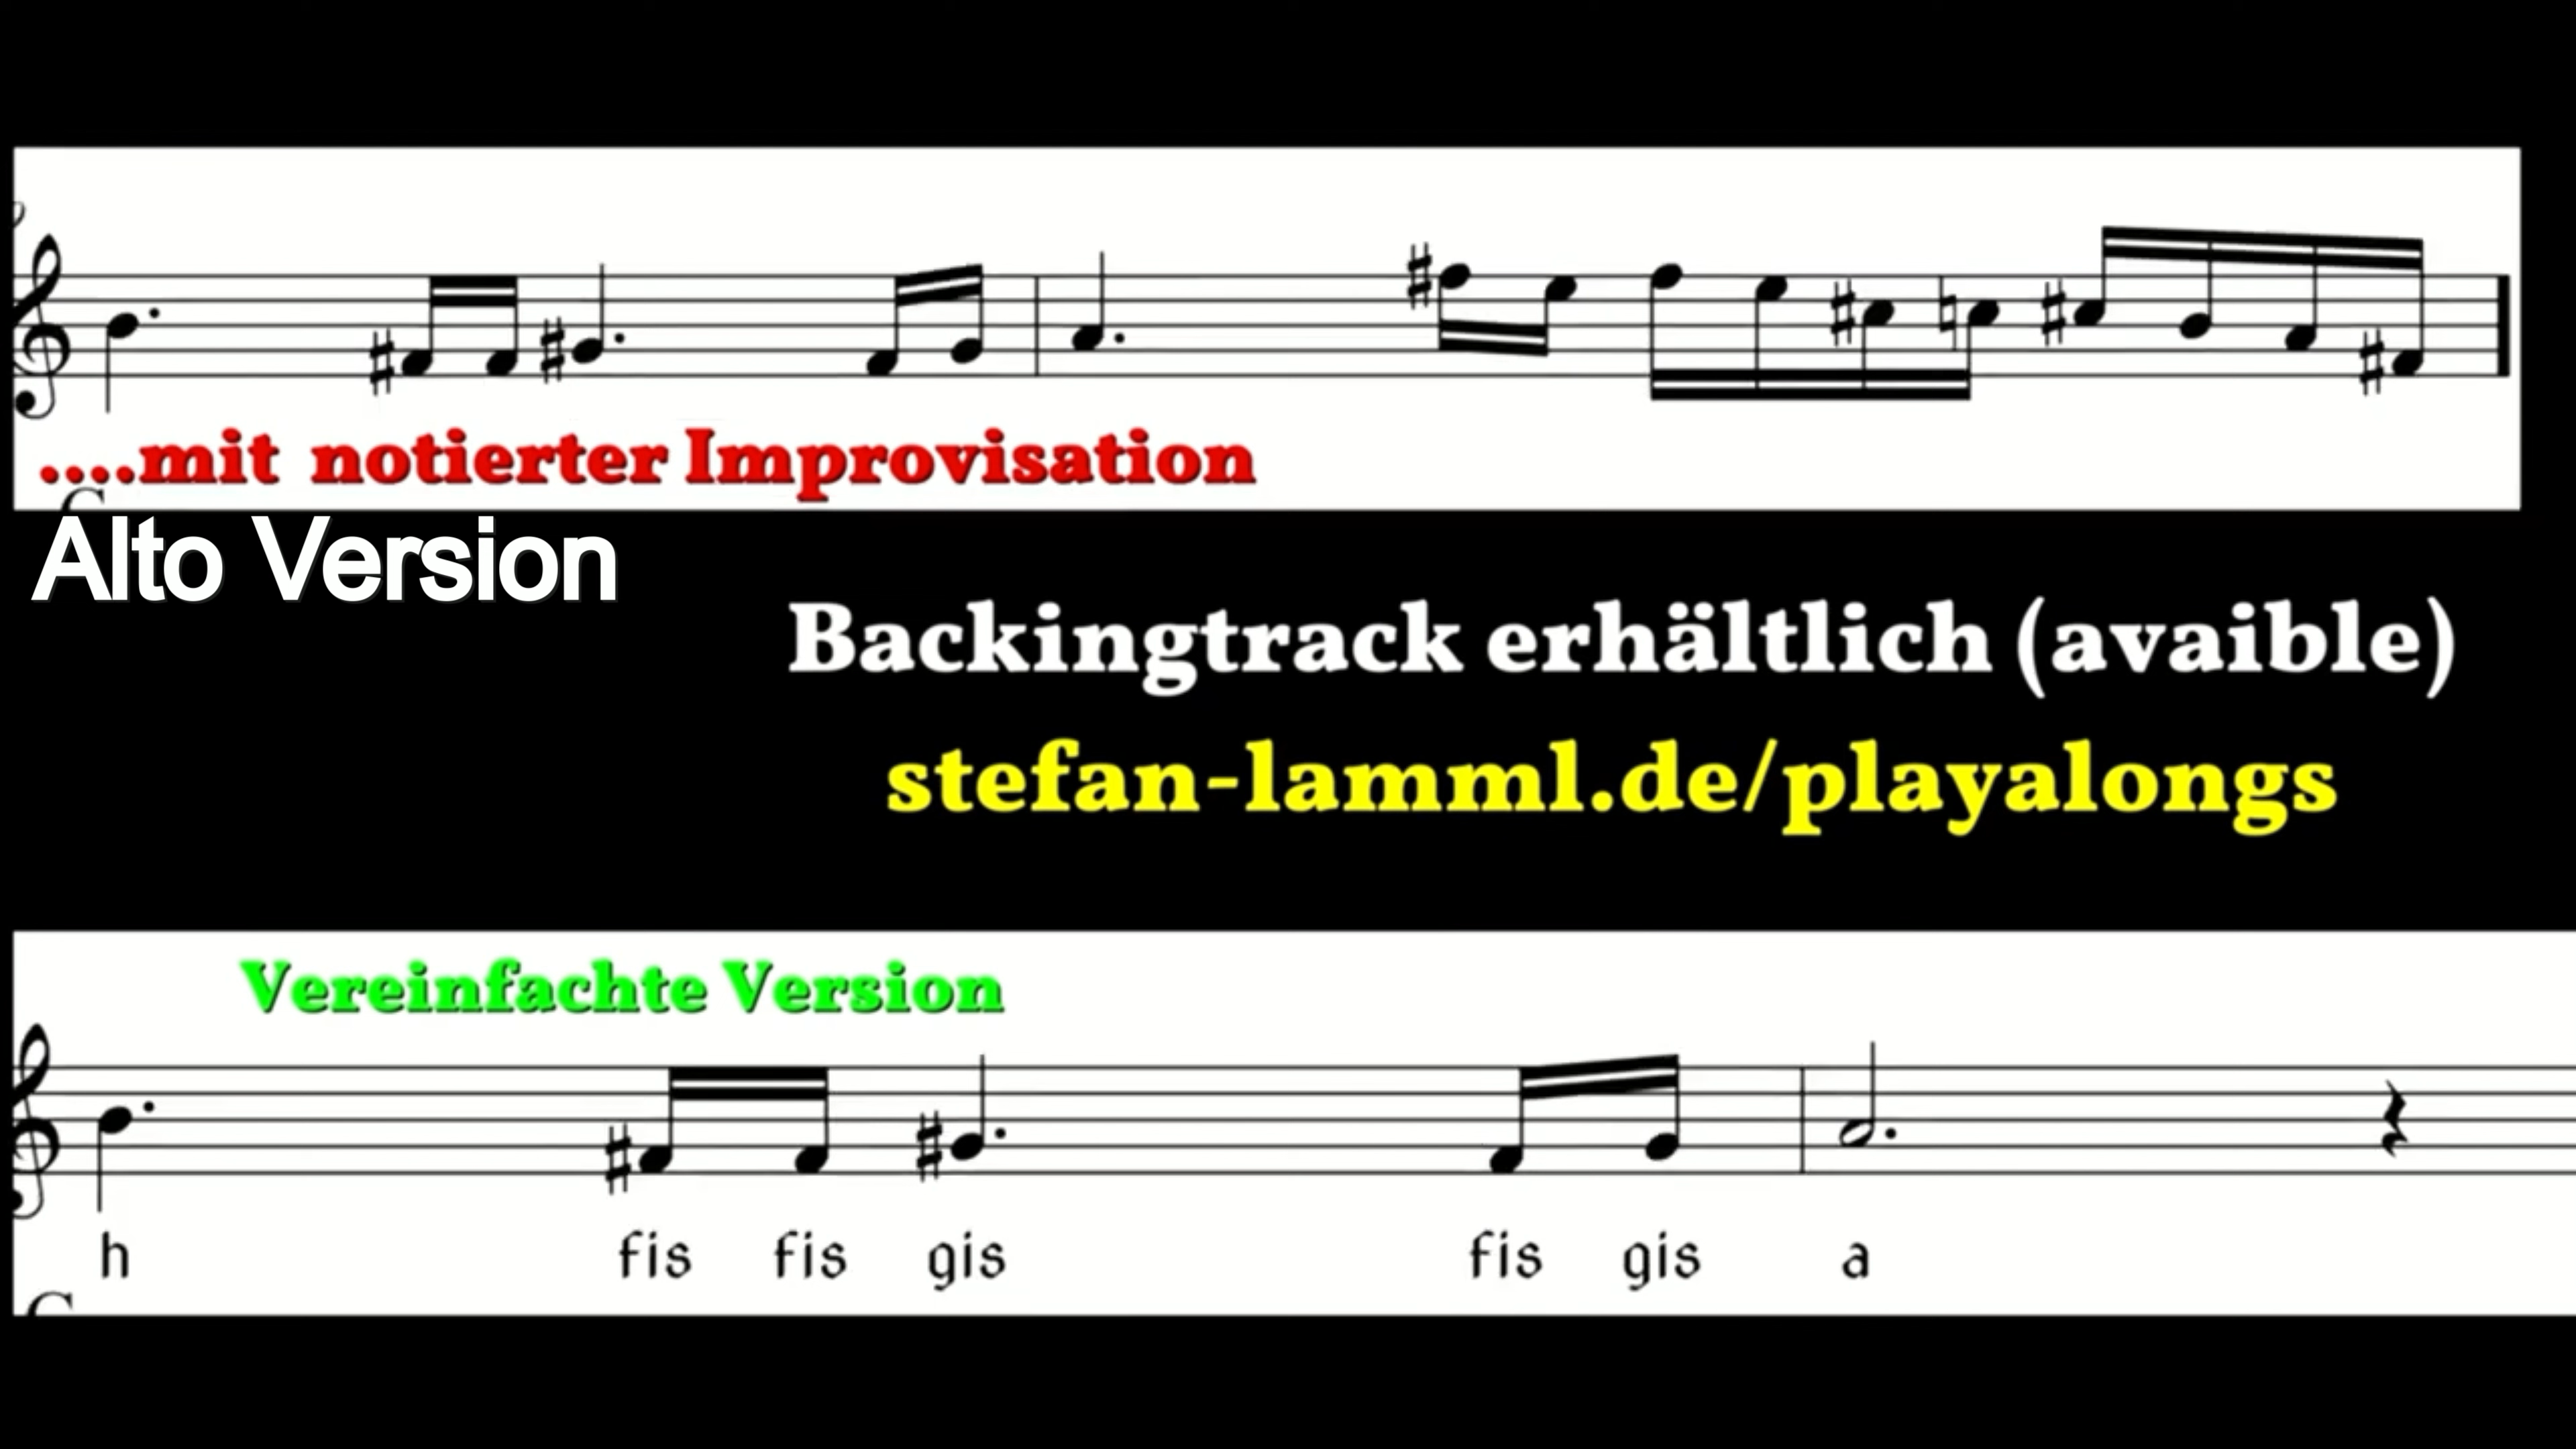 ....mit notierter Improvisation
Alto Version
Backingtrack erhältlich (avaible)
stefan-lamml.de/playalongs
Vereinfachte Version
h fis fis gis fis gis a